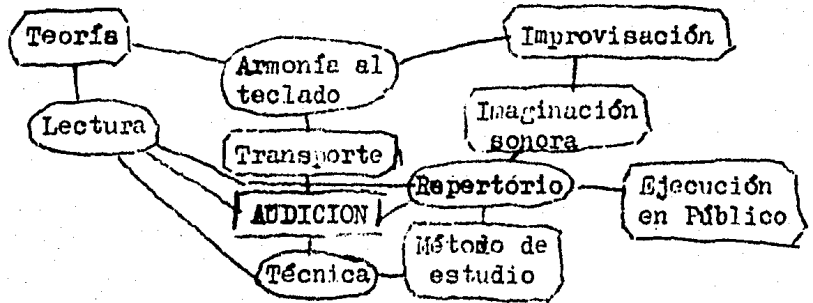 Teoría
Improvisación
Armonía al
teclado
Lectura
Imaginación
sonora
Transporte
Repertório
Ejecución
en Público
AUDICION
Método de
estudio
Técnica